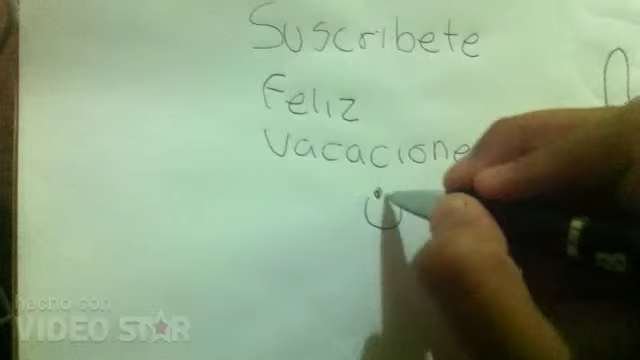 Suscribete
Feliz
Vacacione
hecho con
VIDEO STAR